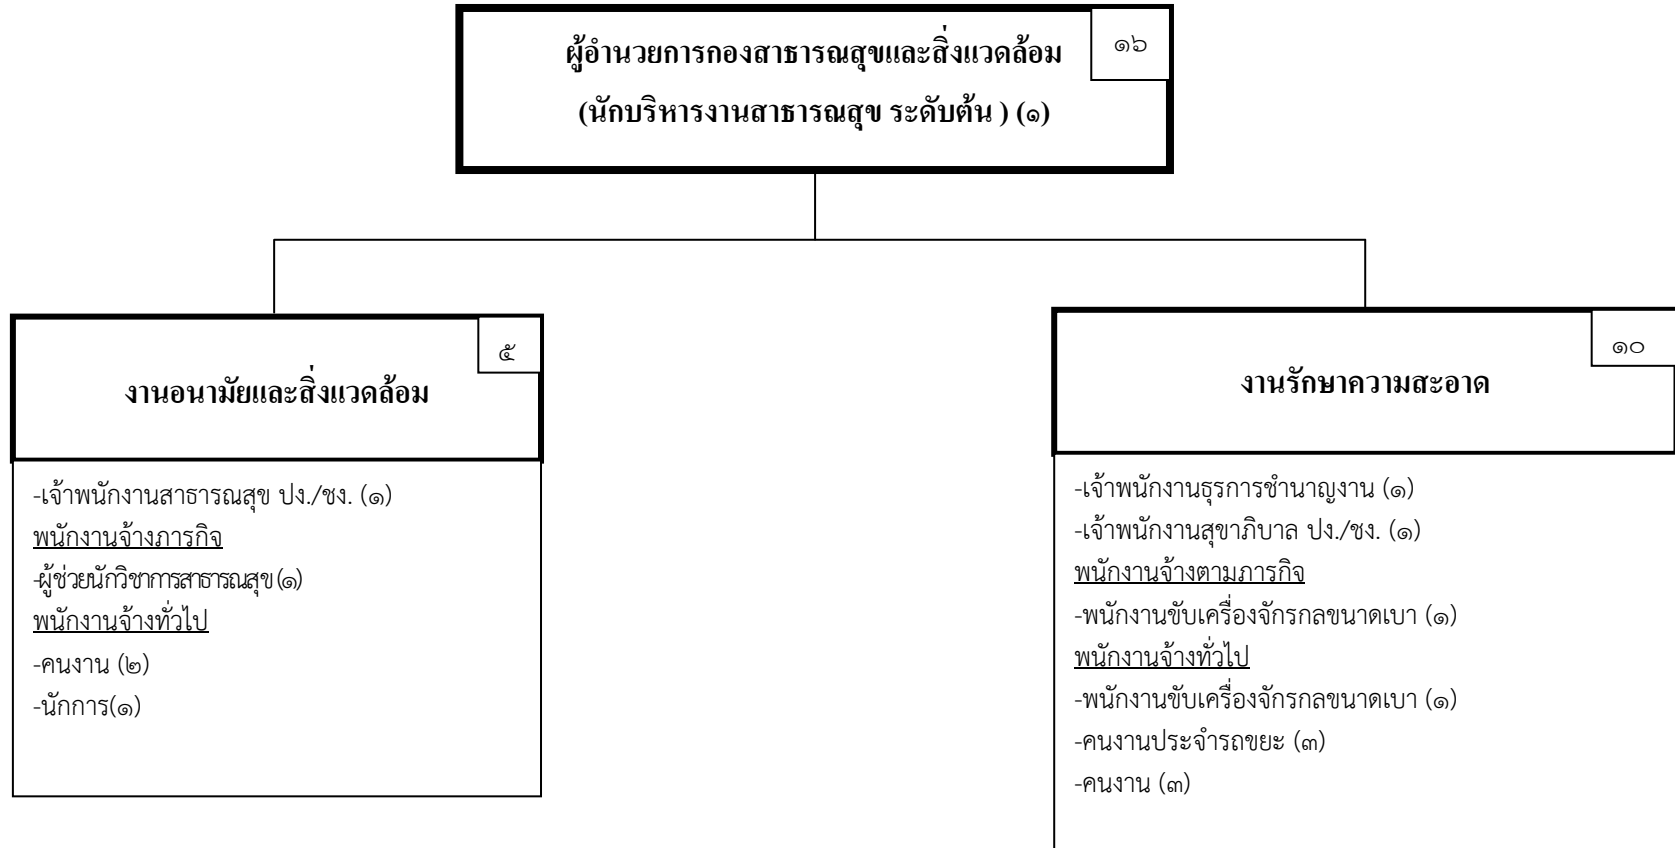 ผู้อำนวยการกองสาธารณสุขและสิ่งแวดล้อม
๑๖
(นักบริหารงานสาธารณสุข ระดับต้น ) (๑)
๕
งานอนามัยและสิ่งแวดล้อม
-เจ้าพนักงานสาธารณสุข ปง./ชง. (๑)
พนักงานจ้างภารกิจ
-ผู้ช่วยนักวิชาการสาธารณสุข (๑)
พนักงานจ้างทั่วไป
-คนงาน (๒)
-นักการ(๑)
๑๐
งานรักษาความสะอาด
-เจ้าพนักงานธุรการชำนาญงาน (๑)
-เจ้าพนักงานสุขาภิบาล ปง./ชง. (๑)
พนักงานจ้างตามภารกิจ
-พนักงานขับเครื่องจักรกลขนาดเบา (๑)
พนักงานจ้างทั่วไป
-พนักงานขับเครื่องจักรกลขนาดเบา (๑)
-คนงานประจำรถขยะ (๓)
-คนงาน (๓)